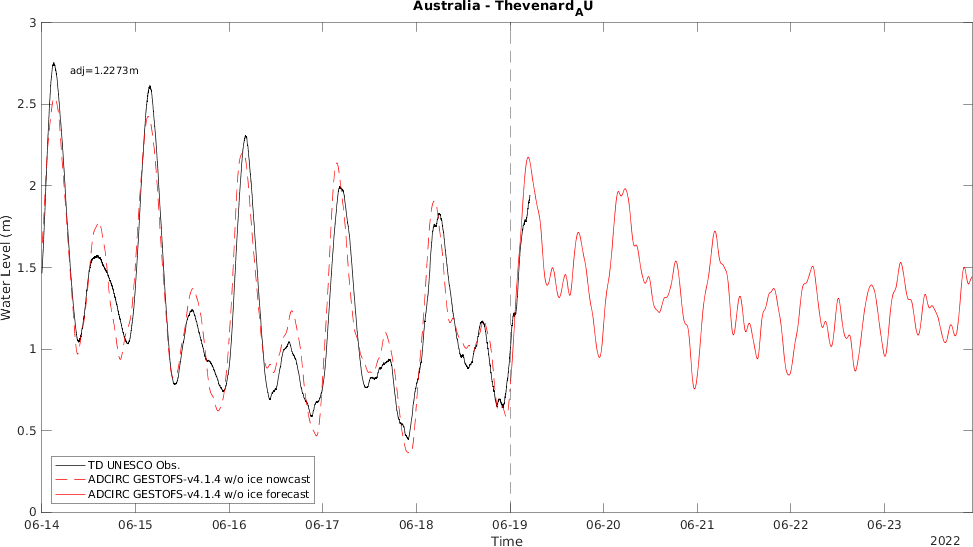 Australia - Thevenard_AU
adj=1.2273m
3
2.5
2
1.5
1
0.5
0
Water Level (m)
TD UNESCO Obs.
ADCIRC GESTOFS-v4.1.4 w/o ice nowcast
ADCIRC GESTOFS-v4.1.4 w/o ice forecast
06-14 06-15 06-16 06-17 06-18 06-19 06-20 06-21 06-22 06-23
Time
2022